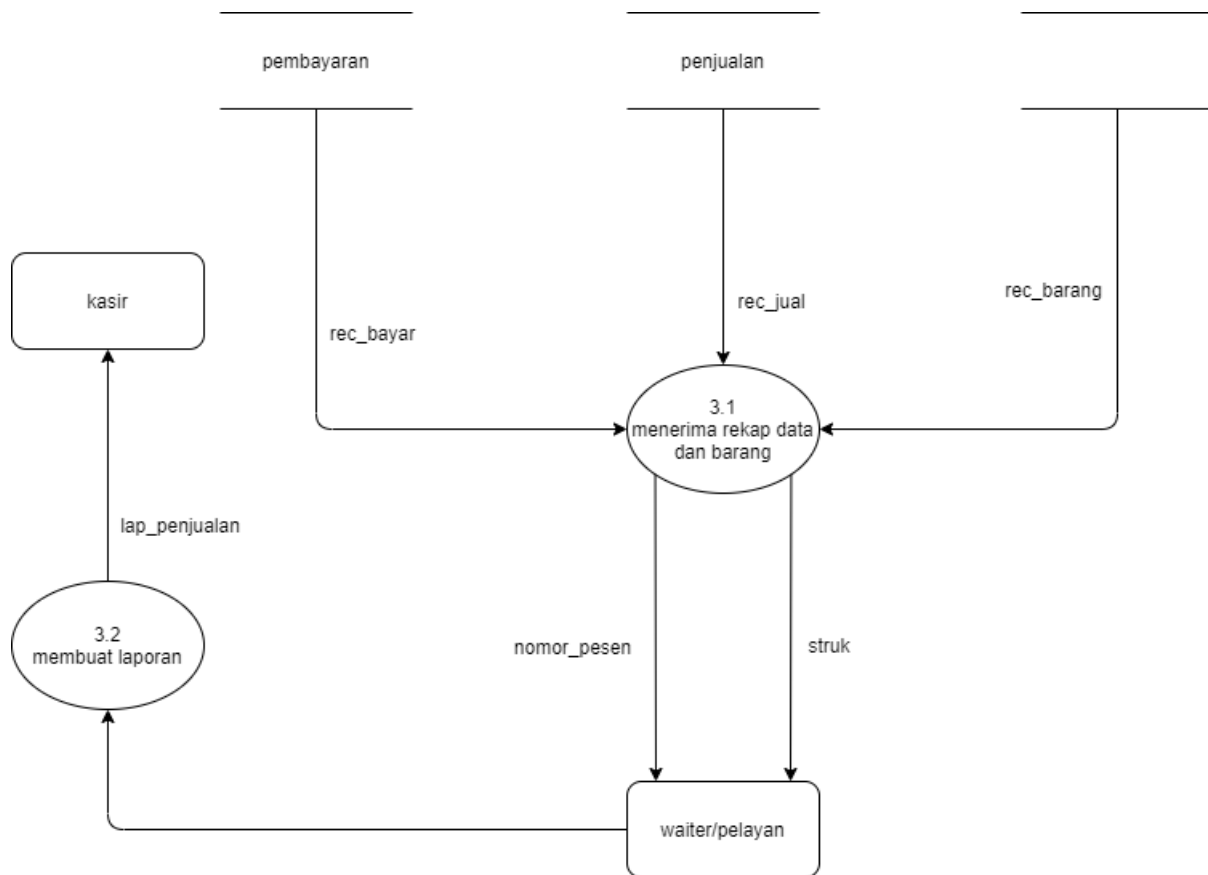 pembayaran
penjualan
rec_barang
rec_jual
kasir
rec_bayar
3.1
menerima rekap data
dan barang
lap_penjualan
3.2
membuat laporan
nomor_pesen
struk
waiter/pelayan